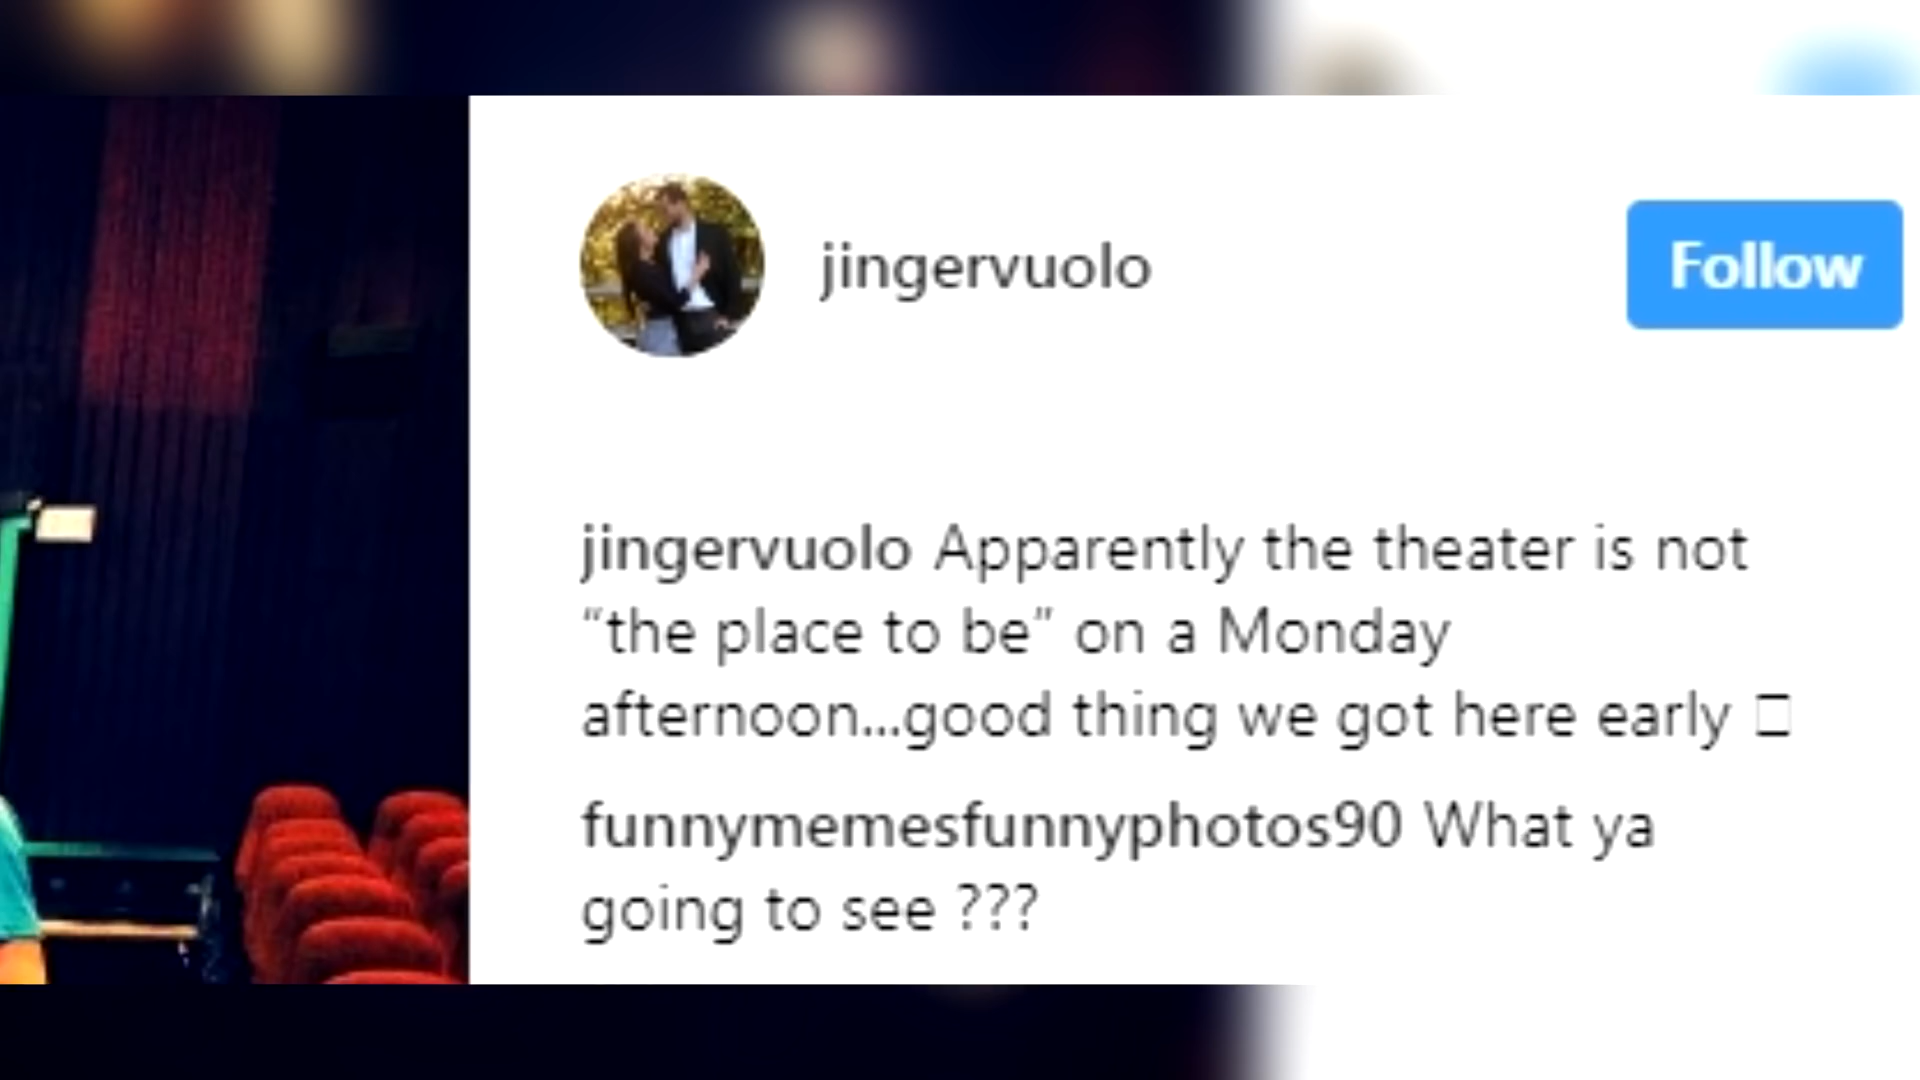 jingervuolo
Follow
jingervuolo Apparently the theater is not
“the place to be” on a Monday
afternoon...good thing we got here early □
funnymemesfunnyphotos90 What ya
going to see ???